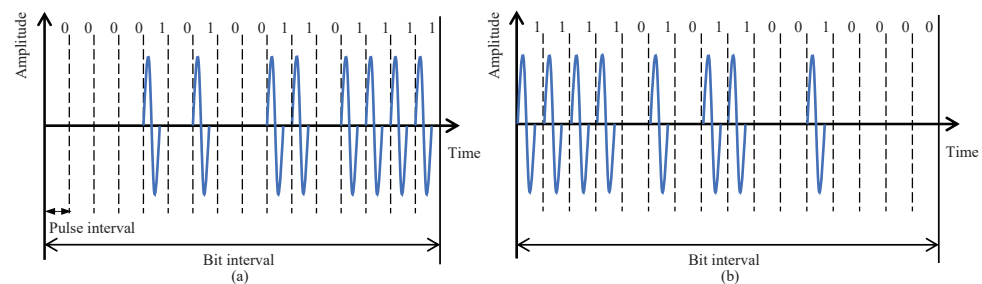 Amplitude
0 0 0 0 1 0 1 0 0 1 1 0 1 1 1 1
Time
Pulse interval
Bit interval
(a)
Amplitude
1 1 1 1 0 1 0 1 1 0 0 1 0 0 0 0
Time
Bit interval
(b)